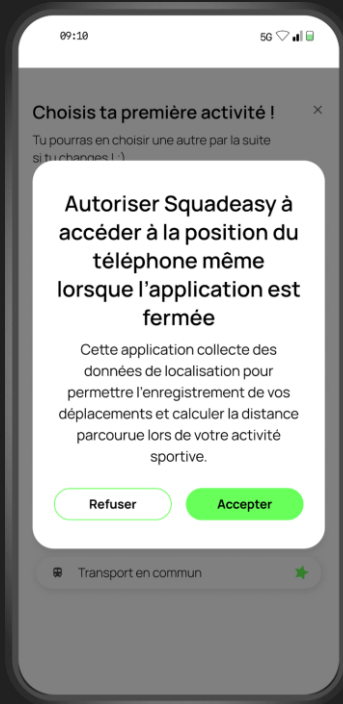 09:10
5G
Choisis ta première activité !
Tu pourras en choisir une autre par la suite
si tu changes ! :)
Autoriser Squadeasy à
accéder à la position du
téléphone même
lorsque l'application est
fermée
Cette application collecte des
données de localisation pour
permettre l'enregistrement de vos
déplacements et calculer la distance
parcourue lors de votre activité
sportive.
Refuser
Accepter
Transport en commun